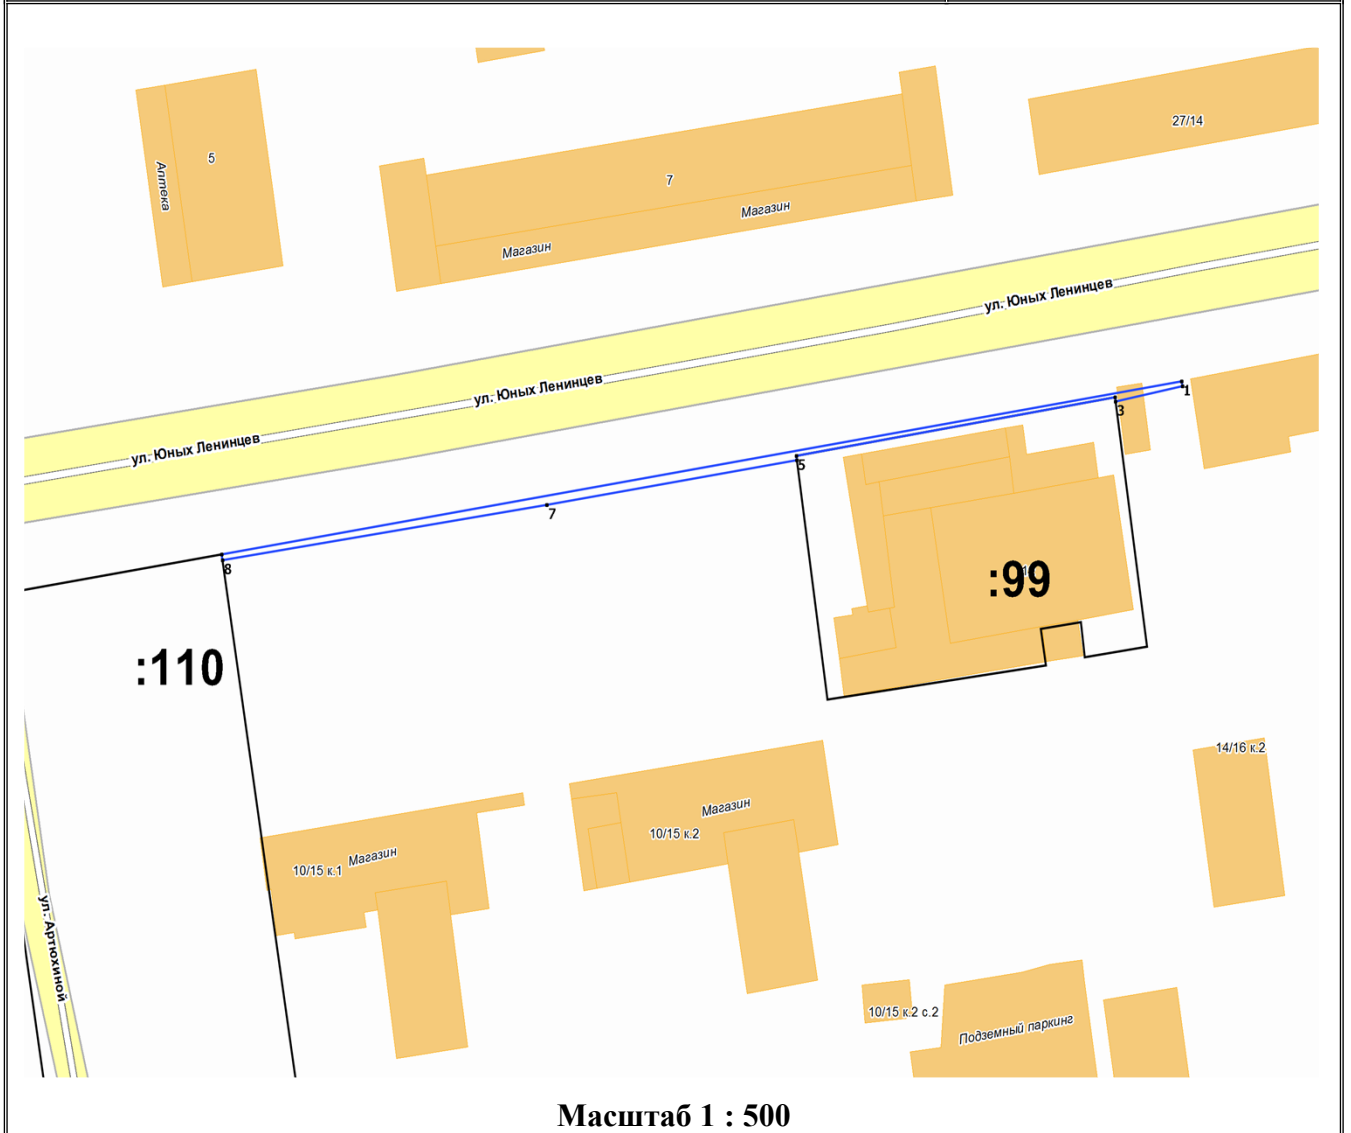 27/14
5
Аптека
7
Магазин
Магазин
ул. Юных Ленинцев
ул. Юных Ленинцев
ул. Юных Ленинцев
1
3
5
7
8
:99
:110
14/16 к.2
Магазин
10/15 к.2
Магазин
10/15 к.1
ул. Артюхиной
10/15 к.2 с.2
Подземный паркинг
Масштаб 1 : 500